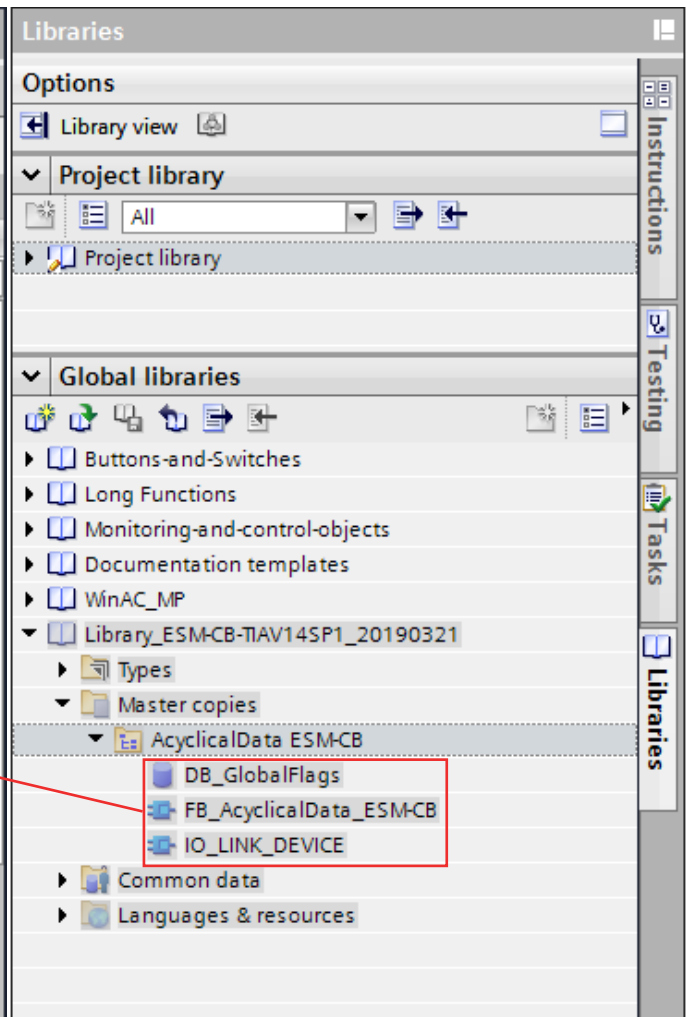 Libraries
Options
Library view
Project library
All
Project library
Global libraries
Buttons-and-Switches
Long Functions
Monitoring-and-control-objects
Documentation templates
WinAC_MP
Library_ESM-CB-TIAV14SP1_20190321
Types
Master copies
AcyclicalData ESM-CB
DB_GlobalFlags
FB_AcyclicalData_ESM-CB
IO_LINK_DEVICE
Common data
Languages & resources
Instructions
Testing
Tasks
Libraries